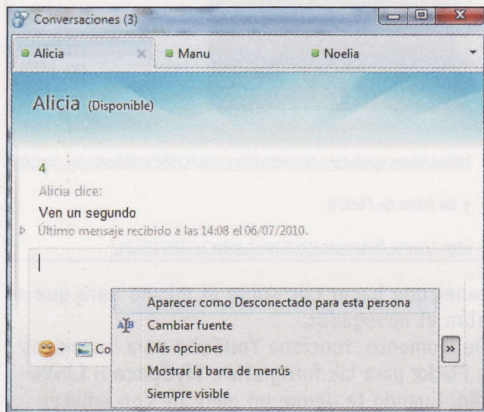 Conversaciones (3)
Alicia
Manu
Noelia
Alicia (Disponible)
4
Alicia dice:
Ven un segundo
Último mensaje recibido a las 14:08 el 06/07/2010.
Aparecer como Desconectado para esta persona
Cambiar fuente
Co
Más opciones
Mostrar la barra de menús
Siempre visible